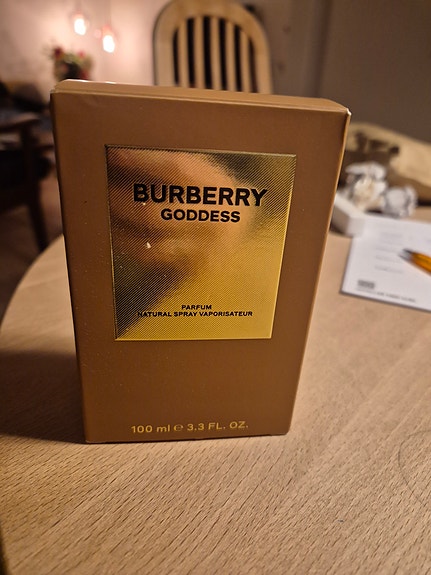 BURBERRY
GODDESS
PARFUM
NATURAL SPRAY VAPORISATEUR
100 ml ℮ 3.3 FL. OZ.